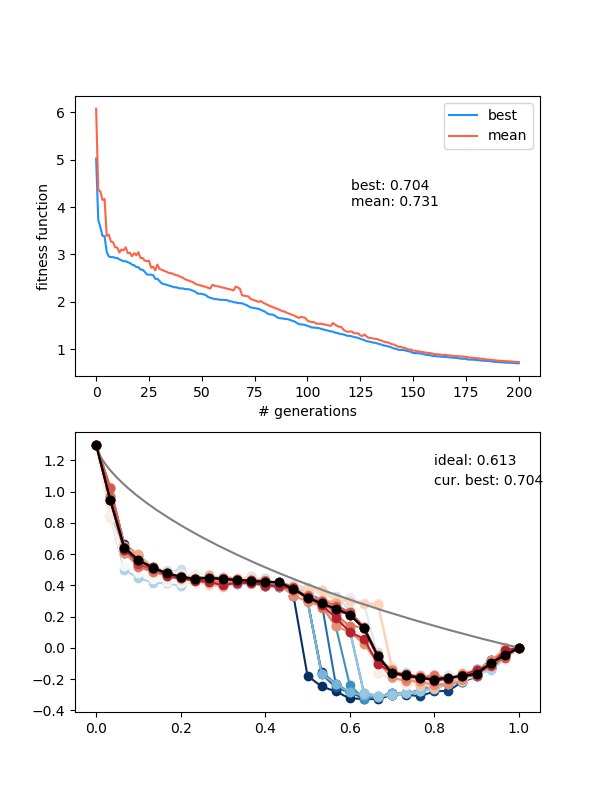 6
5
4
3
2
1
fitness function
best
mean
best: 0.704
mean: 0.731
0 25 50 75 100 125 150 175 200
# generations
1.2
1.0
0.8
0.6
0.4
0.2
0.0
−0.2
−0.4
ideal: 0.613
cur. best: 0.704
0.0 0.2 0.4 0.6 0.8 1.0